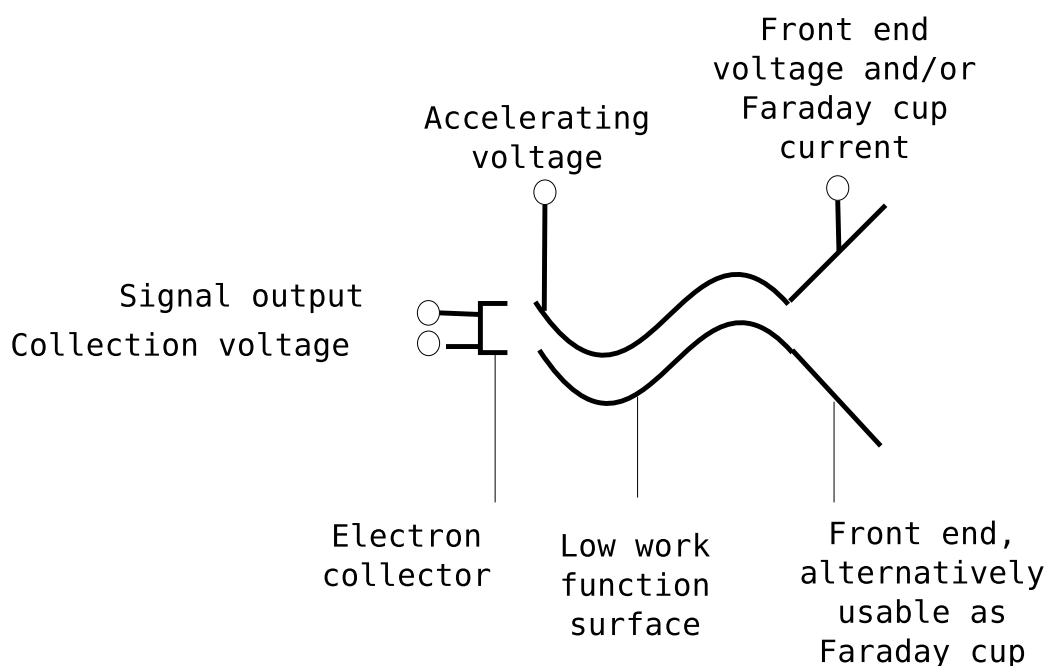 Front end
voltage and/or
Faraday cup
current
Accelerating
voltage
Signal output
Collection voltage
Electron
collector
Low work
function
surface
Front end,
alternatively
usable as
Faraday cup